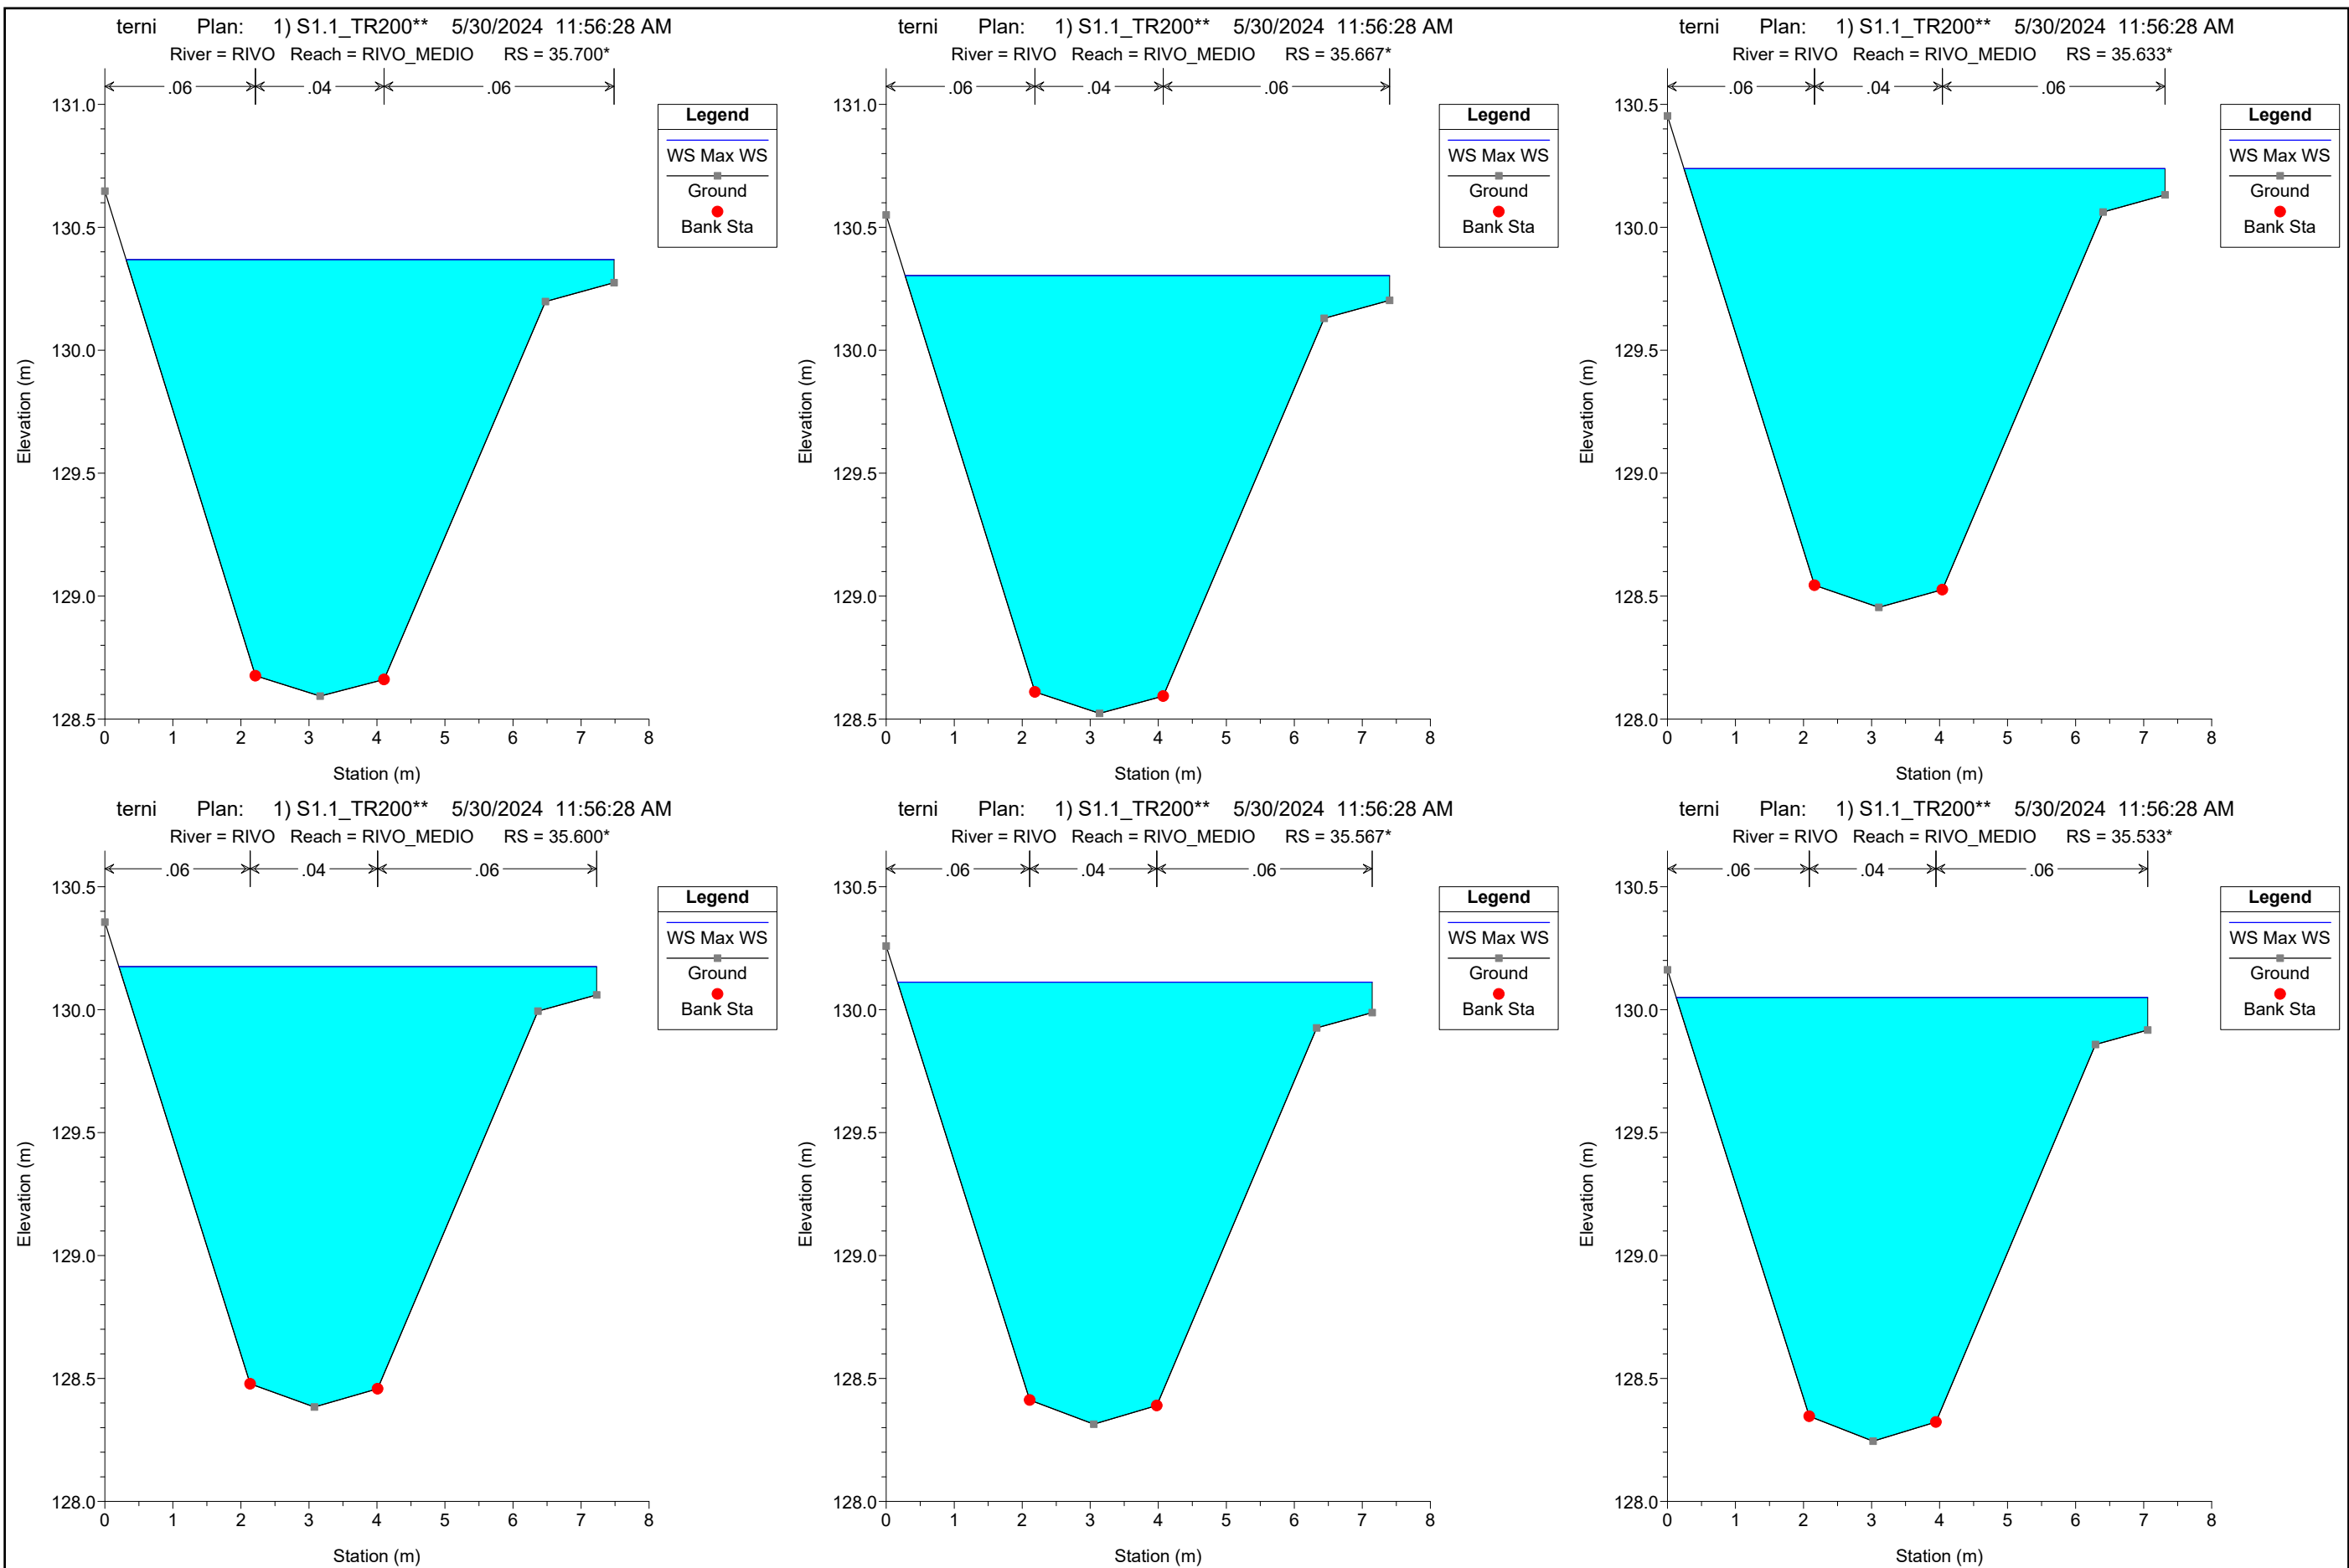 terni Plan: 1) S1.1_TR200** 5/30/2024 11:56:28 AM
River = RIVO Reach = RIVO_MEDIO RS = 35.700*
.06 .04 .06
131.0
130.5
130.0
129.5
129.0
128.5
Elevation (m)
0 1 2 3 4 5 6 7 8
Station (m)
Legend
WS Max WS
Ground
Bank Sta
terni Plan: 1) S1.1_TR200** 5/30/2024 11:56:28 AM
River = RIVO Reach = RIVO_MEDIO RS = 35.667*
.06 .04 .06
131.0
130.5
130.0
129.5
129.0
128.5
Elevation (m)
0 1 2 3 4 5 6 7 8
Station (m)
Legend
WS Max WS
Ground
Bank Sta
terni Plan: 1) S1.1_TR200** 5/30/2024 11:56:28 AM
River = RIVO Reach = RIVO_MEDIO RS = 35.633*
.06 .04 .06
130.5
130.0
129.5
129.0
128.5
128.0
Elevation (m)
0 1 2 3 4 5 6 7 8
Station (m)
Legend
WS Max WS
Ground
Bank Sta
terni Plan: 1) S1.1_TR200** 5/30/2024 11:56:28 AM
River = RIVO Reach = RIVO_MEDIO RS = 35.600*
.06 .04 .06
130.5
130.0
129.5
129.0
128.5
128.0
Elevation (m)
0 1 2 3 4 5 6 7 8
Station (m)
Legend
WS Max WS
Ground
Bank Sta
terni Plan: 1) S1.1_TR200** 5/30/2024 11:56:28 AM
River = RIVO Reach = RIVO_MEDIO RS = 35.567*
.06 .04 .06
130.5
130.0
129.5
129.0
128.5
128.0
Elevation (m)
0 1 2 3 4 5 6 7 8
Station (m)
Legend
WS Max WS
Ground
Bank Sta
terni Plan: 1) S1.1_TR200** 5/30/2024 11:56:28 AM
River = RIVO Reach = RIVO_MEDIO RS = 35.533*
.06 .04 .06
130.5
130.0
129.5
129.0
128.5
128.0
Elevation (m)
0 1 2 3 4 5 6 7 8
Station (m)
Legend
WS Max WS
Ground
Bank Sta